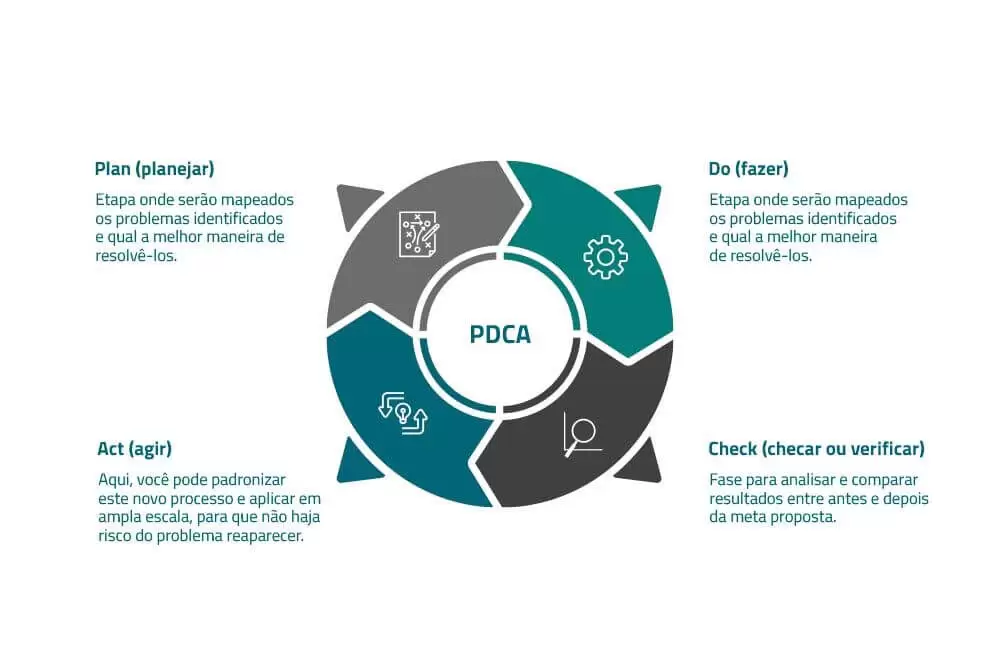 Plan (planejar)
Etapa onde serão mapeados
os problemas identificados
e qual a melhor maneira de
resolvê-los.
Do (fazer)
Etapa onde serão mapeados
os problemas identificados
e qual a melhor maneira
de resolvê-los.
PDCA
Act (agir)
Aqui, você pode padronizar
este novo processo e aplicar em
ampla escala, para que não haja
risco do problema reaparecer.
Check (checar ou verificar)
Fase para analisar e comparar
resultados entre antes e depois
da meta proposta.